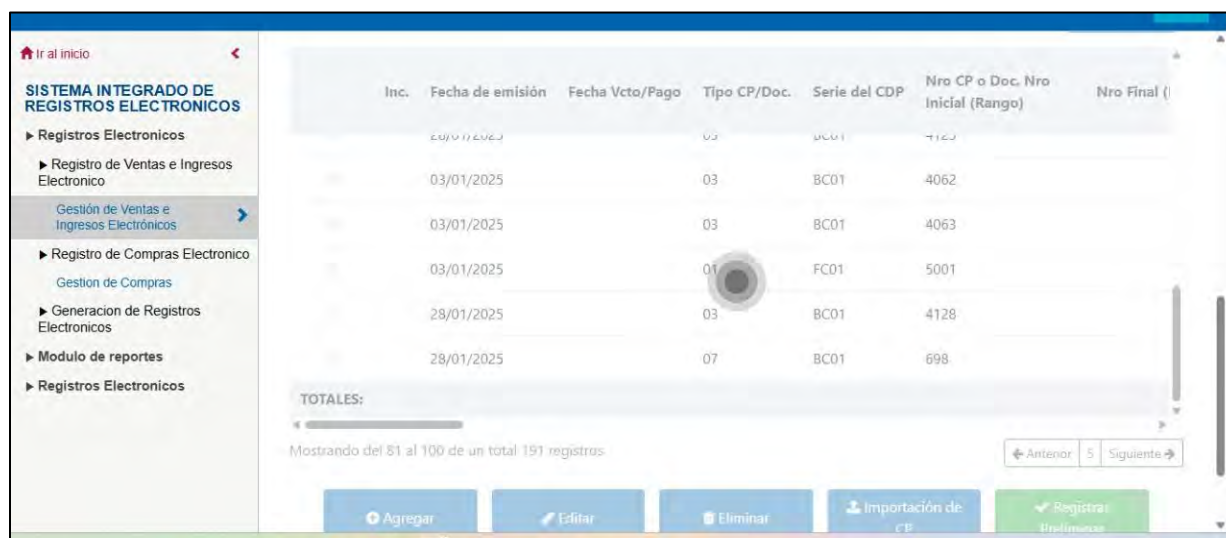 Ir al inicio
SISTEMA INTEGRADO DE
REGISTROS ELECTRONICOS
Registros Electronicos
Registro de Ventas e Ingresos
Electronico
Gestión de Ventas e
Ingresos Electrónicos
Registro de Compras Electronico
Gestion de Compras
Generacion de Registros
Electronicos
Modulo de reportes
Registros Electronicos
Inc. Fecha de emisión Fecha Vcto/Pago Tipo CP/Doc. Serie del CDP Nro CP o Doc. Nro Inicial (Rango) Nro Final (
03/01/2025 03 BC01 4062
03/01/2025 03 BC01 4063
03/01/2025 01 FC01 5001
28/01/2025 03 BC01 4128
28/01/2025 07 BC01 698
TOTALES:
Mostrando del 81 al 100 de un total 191 registros
Anterior 5 Siguiente
Agregar Editar Eliminar Importación de CP Registrar Preliminar